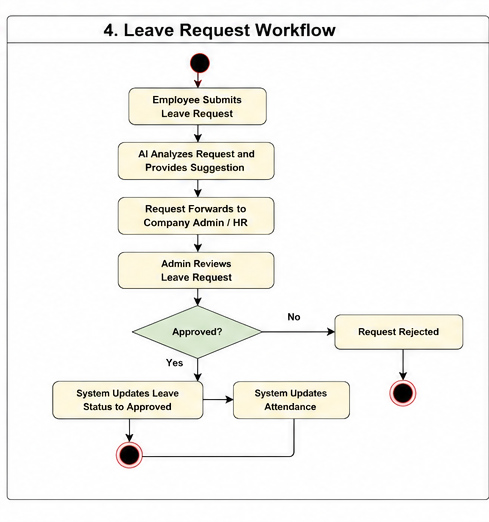 4. Leave Request Workflow
Employee Submits
Leave Request
AI Analyzes Request and
Provides Suggestion
Request Forwards to
Company Admin / HR
Admin Reviews
Leave Request
Approved?
No
Request Rejected
Yes
System Updates Leave
Status to Approved
System Updates
Attendance